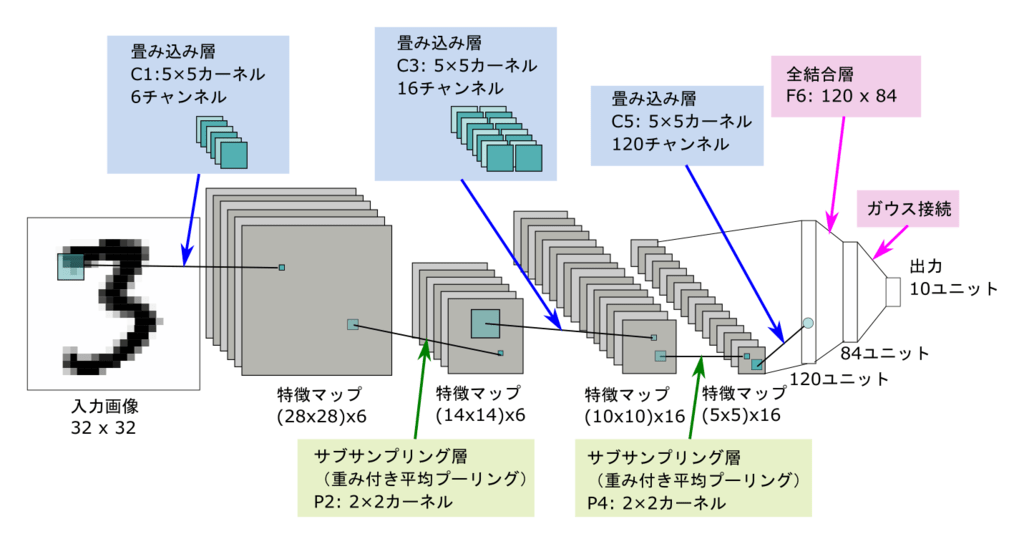 畳み込み層
C1:5×5カーネル
6チャンネル
畳み込み層
C3: 5×5カーネル
16チャンネル
畳み込み層
C5: 5×5カーネル
120チャンネル
全結合層
F6: 120 x 84
ガウス接続
出力
10ユニット
84ユニット
120ユニット
入力画像
32 x 32
特徴マップ
(28x28)x6
特徴マップ
(14x14)x6
特徴マップ
(10x10)x16
特徴マップ
(5x5)x16
サブサンプリング層
（重み付き平均プーリング）
P2: 2×2カーネル
サブサンプリング層
（重み付き平均プーリング）
P4: 2×2カーネル